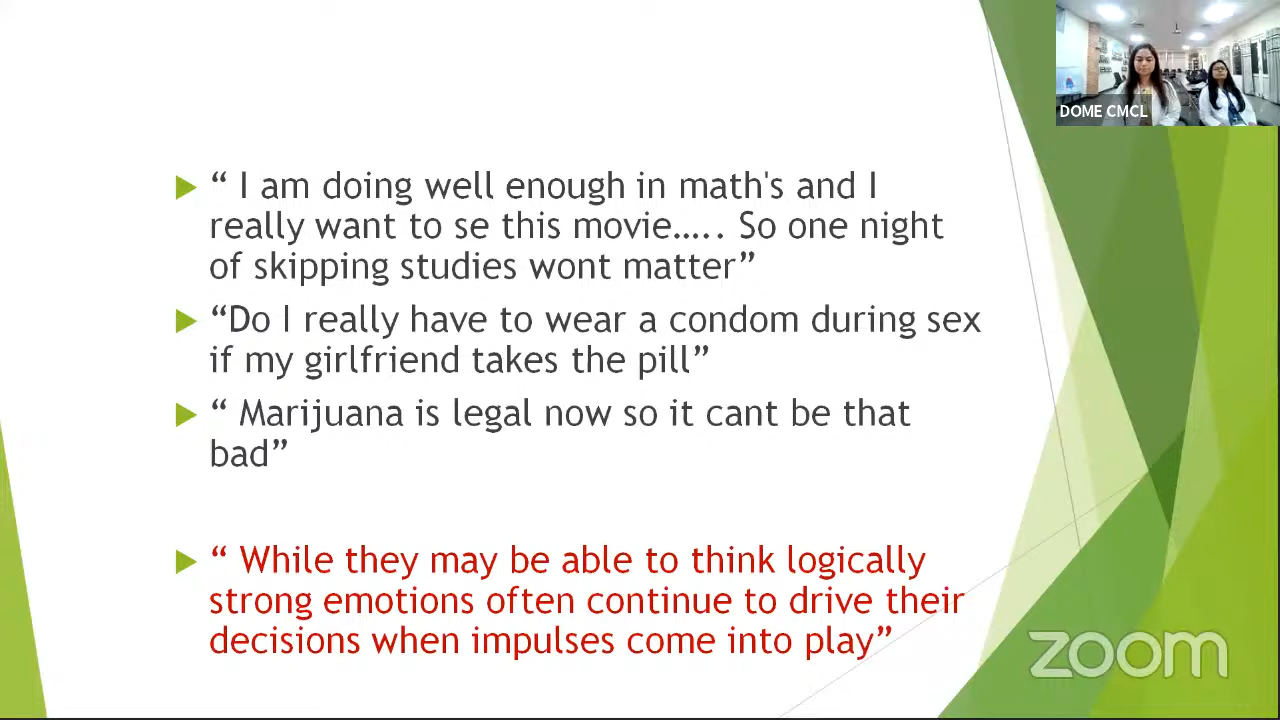 DOME CMCL
“ I am doing well enough in math's and I
really want to se this movie….. So one night
of skipping studies wont matter”
“Do I really have to wear a condom during sex
if my girlfriend takes the pill”
“ Marijuana is legal now so it cant be that
bad”
“ While they may be able to think logically
strong emotions often continue to drive their
decisions when impulses come into play”
zoom